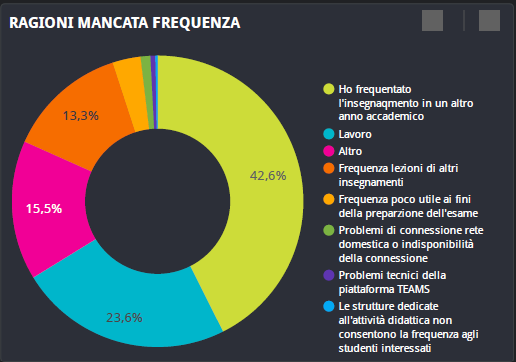 RAGIONI MANCATA FREQUENZA
42,6%
23,6%
15,5%
13,3%
Ho frequentato
l'insegnaqmento in un altro
anno accademico
Lavoro
Altro
Frequenza lezioni di altri
insegnamenti
Frequenza poco utile ai fini
della preparzione dell'esame
Problemi di connessione rete
domestica o indisponibilità
della connessione
Problemi tecnici della
piattaforma TEAMS
Le strutture dedicate
all'attività didattica non
consentono la frequenza agli
studenti interessati